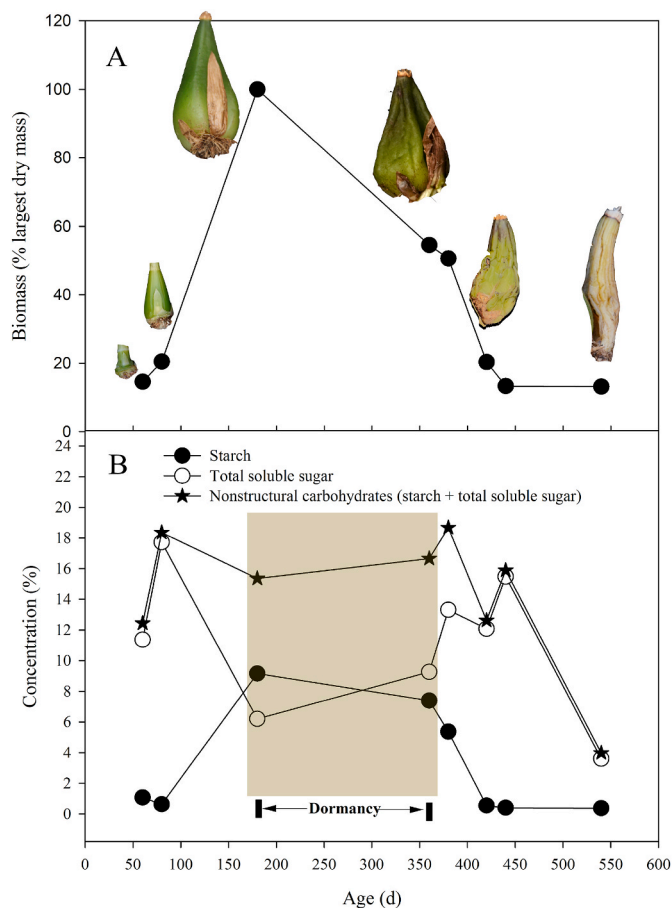 120
A
100
80
60
40
20
0
Biomass (% largest dry mass)
24
B
22
20
18
16
14
12
10
8
6
4
2
0
Concentration (%)
Starch
Total soluble sugar
Nonstructural carbohydrates (starch + total soluble sugar)
Dormancy
0 50 100 150 200 250 300 350 400 450 500 550 600
Age (d)